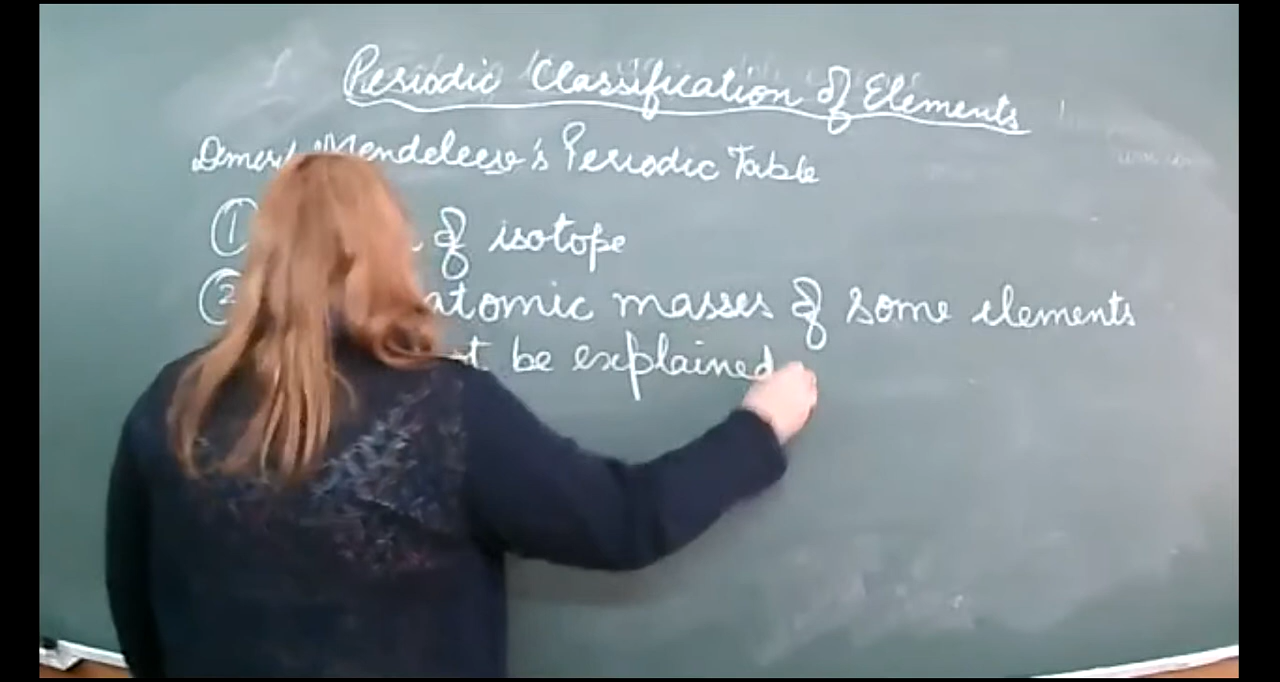 Periodic Classification of Elements
Mendeleev's Periodic Table
① of isotope
② atomic masses of some elements
be explained